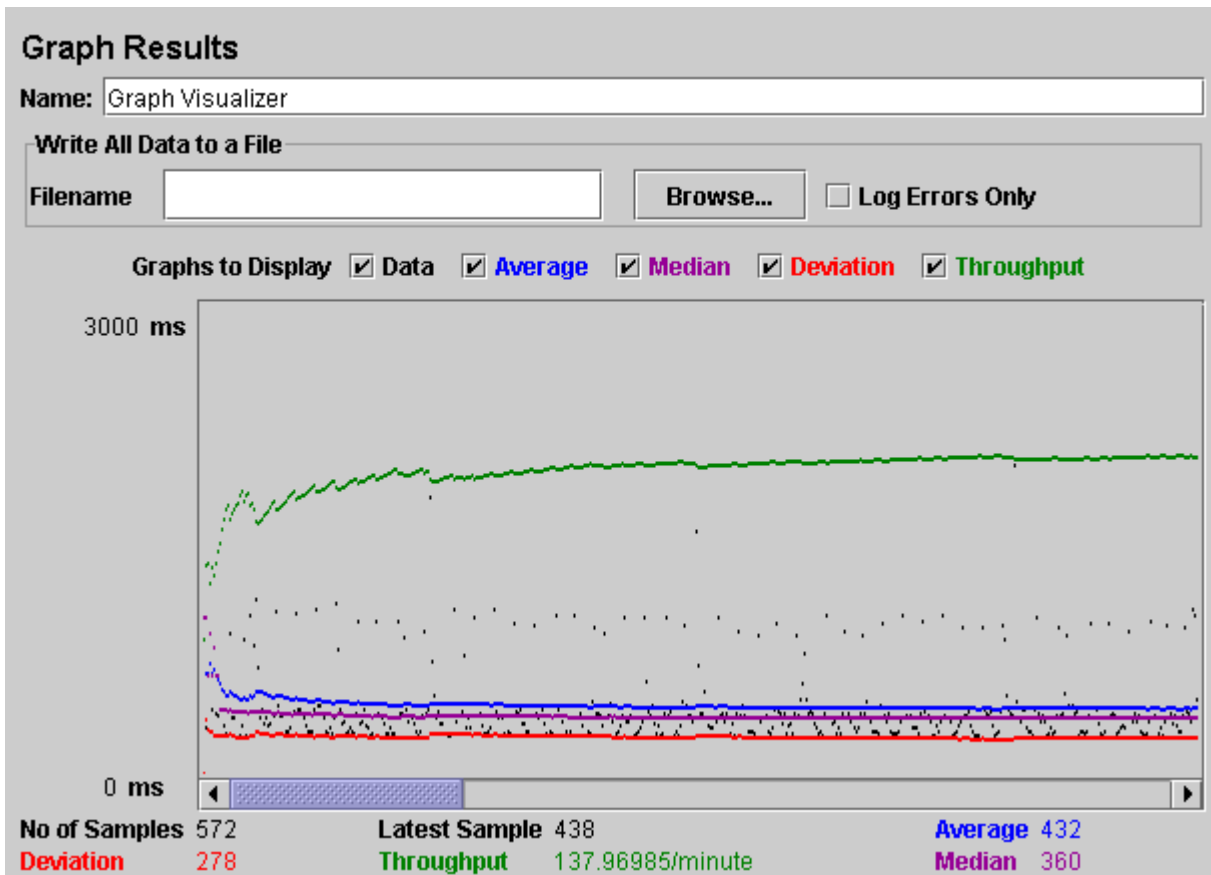 Graph Results
Name: Graph Visualizer
Write All Data to a File
Filename Browse... Log Errors Only
Graphs to Display Data Average Median Deviation Throughput
3000 ms
0 ms
No of Samples 572 Latest Sample 438 Average 432
Deviation 278 Throughput 137.96985/minute Median 360